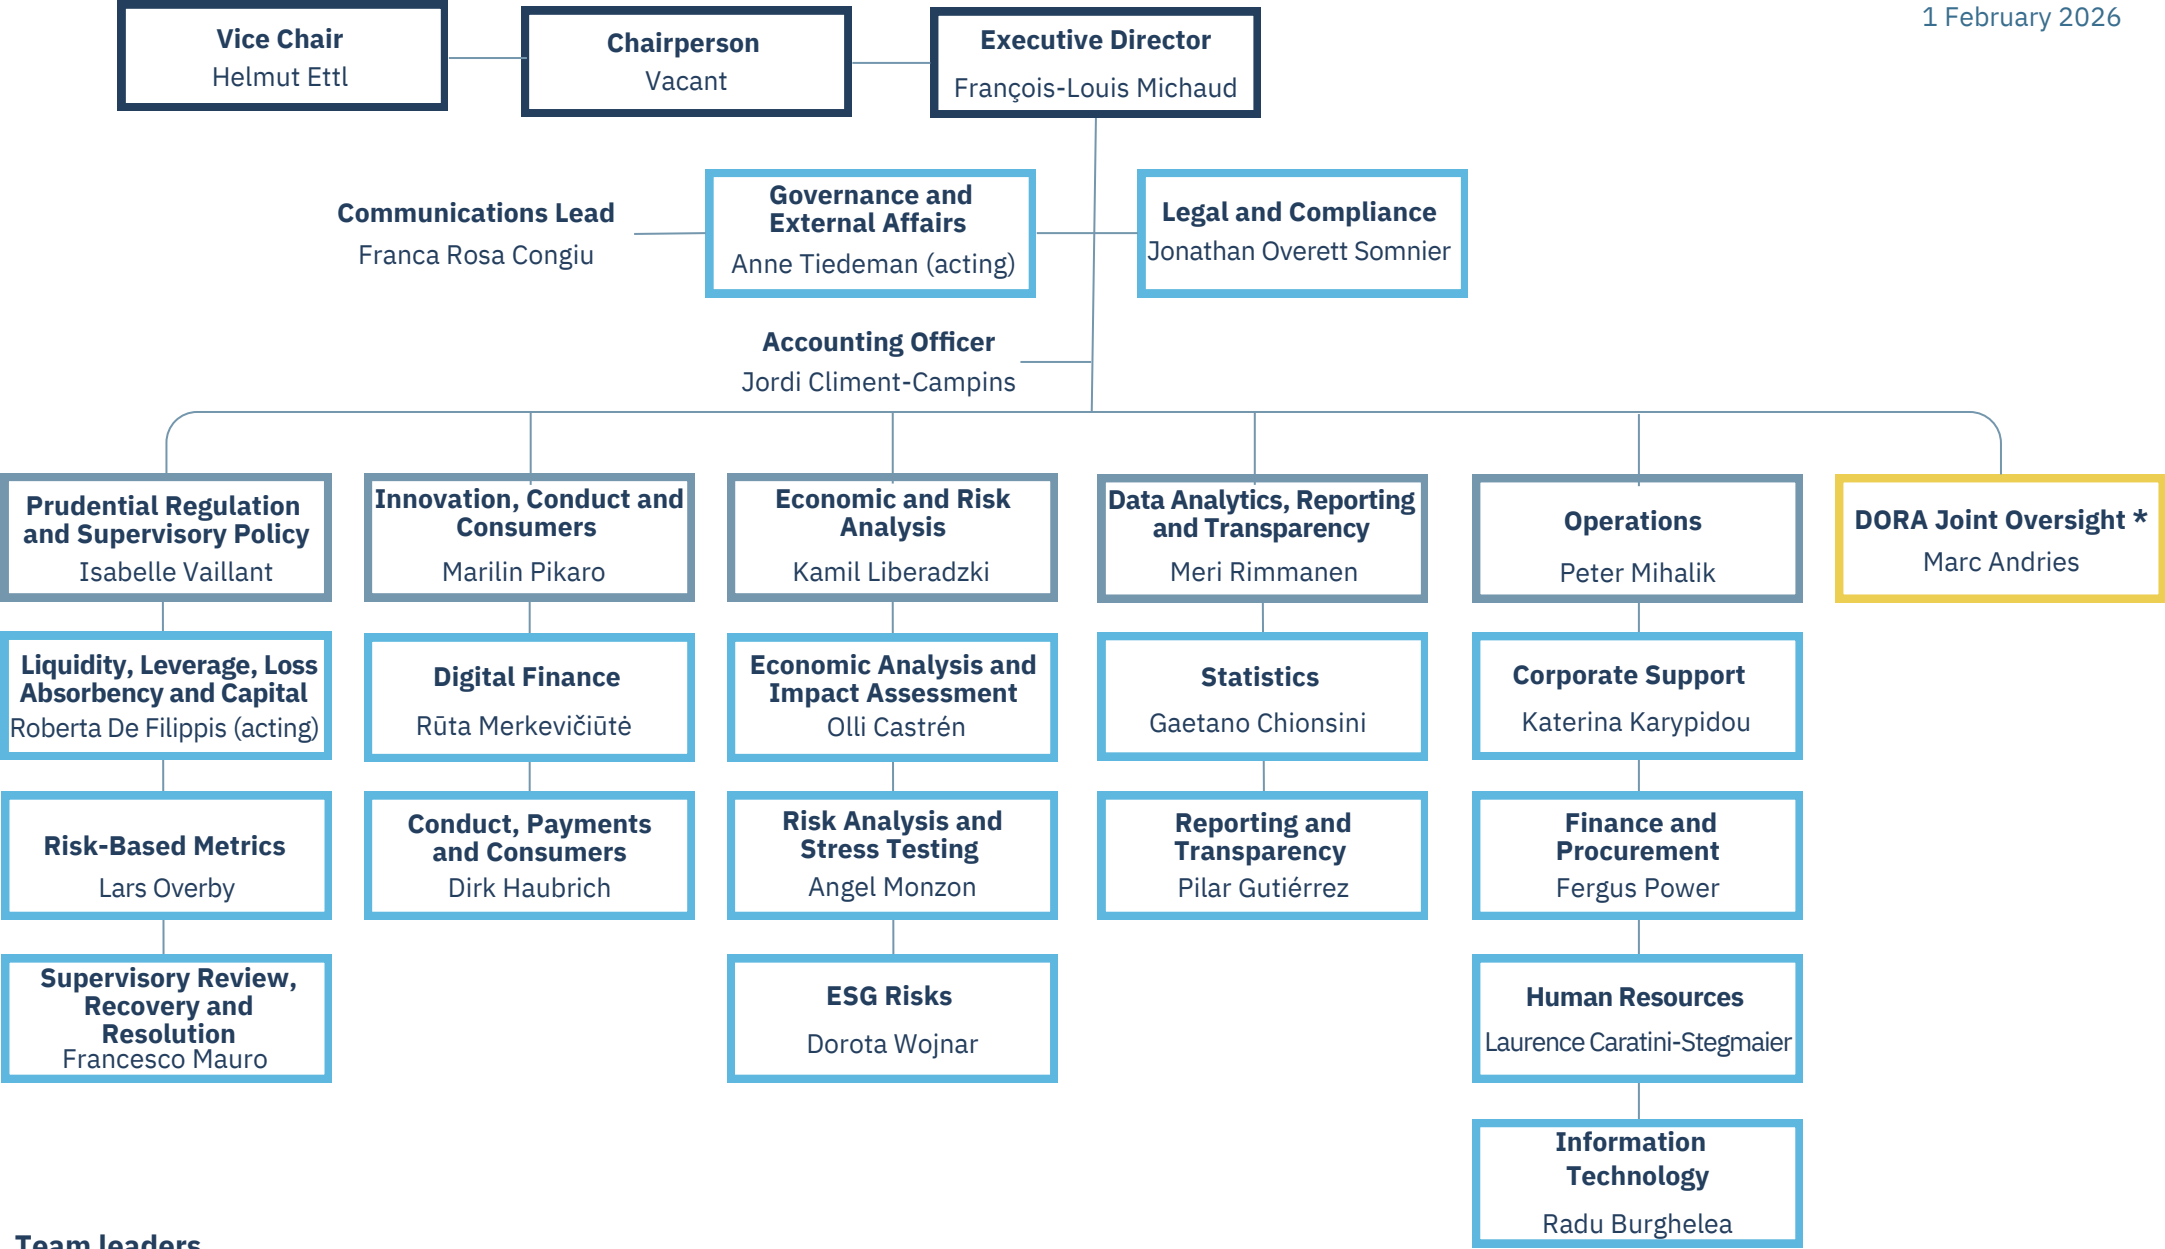 1 February 2026
Vice Chair
Helmut Ettl
Chairperson
Vacant
Executive Director
François-Louis Michaud
Communications Lead
Franca Rosa Congiu
Governance and
External Affairs
Anne Tiedeman (acting)
Legal and Compliance
Jonathan Overett Somnier
Accounting Officer
Jordi Climent-Campins
Prudential Regulation
and Supervisory Policy
Isabelle Vaillant
Innovation, Conduct and
Consumers
Marilin Pikaro
Economic and Risk
Analysis
Kamil Liberadzki
Data Analytics, Reporting
and Transparency
Meri Rimmanen
Operations
Peter Mihalik
DORA Joint Oversight *
Marc Andries
Liquidity, Leverage, Loss
Absorbency and Capital
Roberta De Filippis (acting)
Digital Finance
Rūta Merkevičiūtė
Economic Analysis and
Impact Assessment
Olli Castrén
Statistics
Gaetano Chionsini
Corporate Support
Katerina Karypidou
Risk-Based Metrics
Lars Overby
Conduct, Payments
and Consumers
Dirk Haubrich
Risk Analysis and
Stress Testing
Angel Monzon
Reporting and
Transparency
Pilar Gutiérrez
Finance and
Procurement
Fergus Power
Supervisory Review,
Recovery and
Resolution
Francesco Mauro
ESG Risks
Dorota Wojnar
Human Resources
Laurence Caratini-Stegmaier
Information
Technology
Radu Burghelea
Team leaders